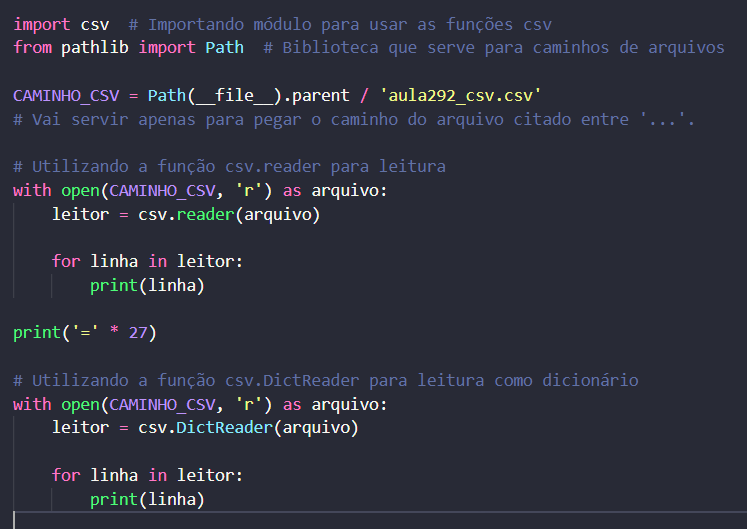 import csv  # Importando módulo para usar as funções csv
from pathlib import Path  # Biblioteca que serve para caminhos de arquivos
CAMINHO_CSV = Path(__file__).parent / 'aula292_csv.csv'
# Vai servir apenas para pegar o caminho do arquivo citado entre '...'.
# Utilizando a função csv.reader para leitura
with open(CAMINHO_CSV, 'r') as arquivo:
    leitor = csv.reader(arquivo)
    for linha in leitor:
        print(linha)
print('=' * 27)
# Utilizando a função csv.DictReader para leitura como dicionário
with open(CAMINHO_CSV, 'r') as arquivo:
    leitor = csv.DictReader(arquivo)
    for linha in leitor:
        print(linha)